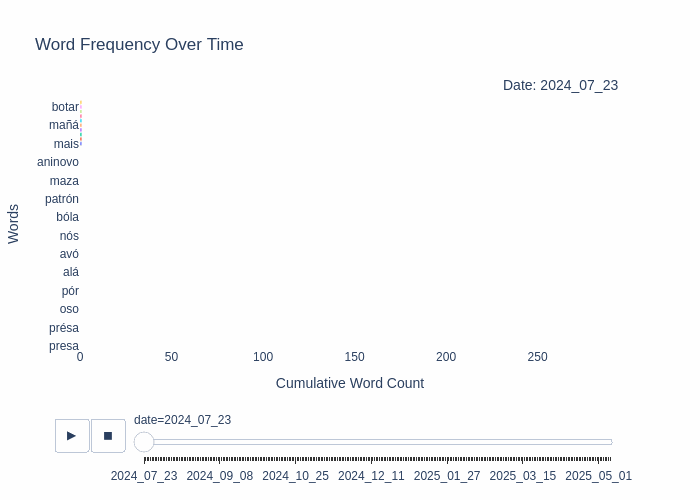 Word Frequency Over Time
Date: 2024_07_23
botar
mañá
mais
aninovo
maza
patrón
bóla
nós
avó
alá
pór
oso
présa
presa
Words
0 50 100 150 200 250
Cumulative Word Count
date=2024_07_23
2024_07_23 2024_09_08 2024_10_25 2024_12_11 2025_01_27 2025_03_15 2025_05_01